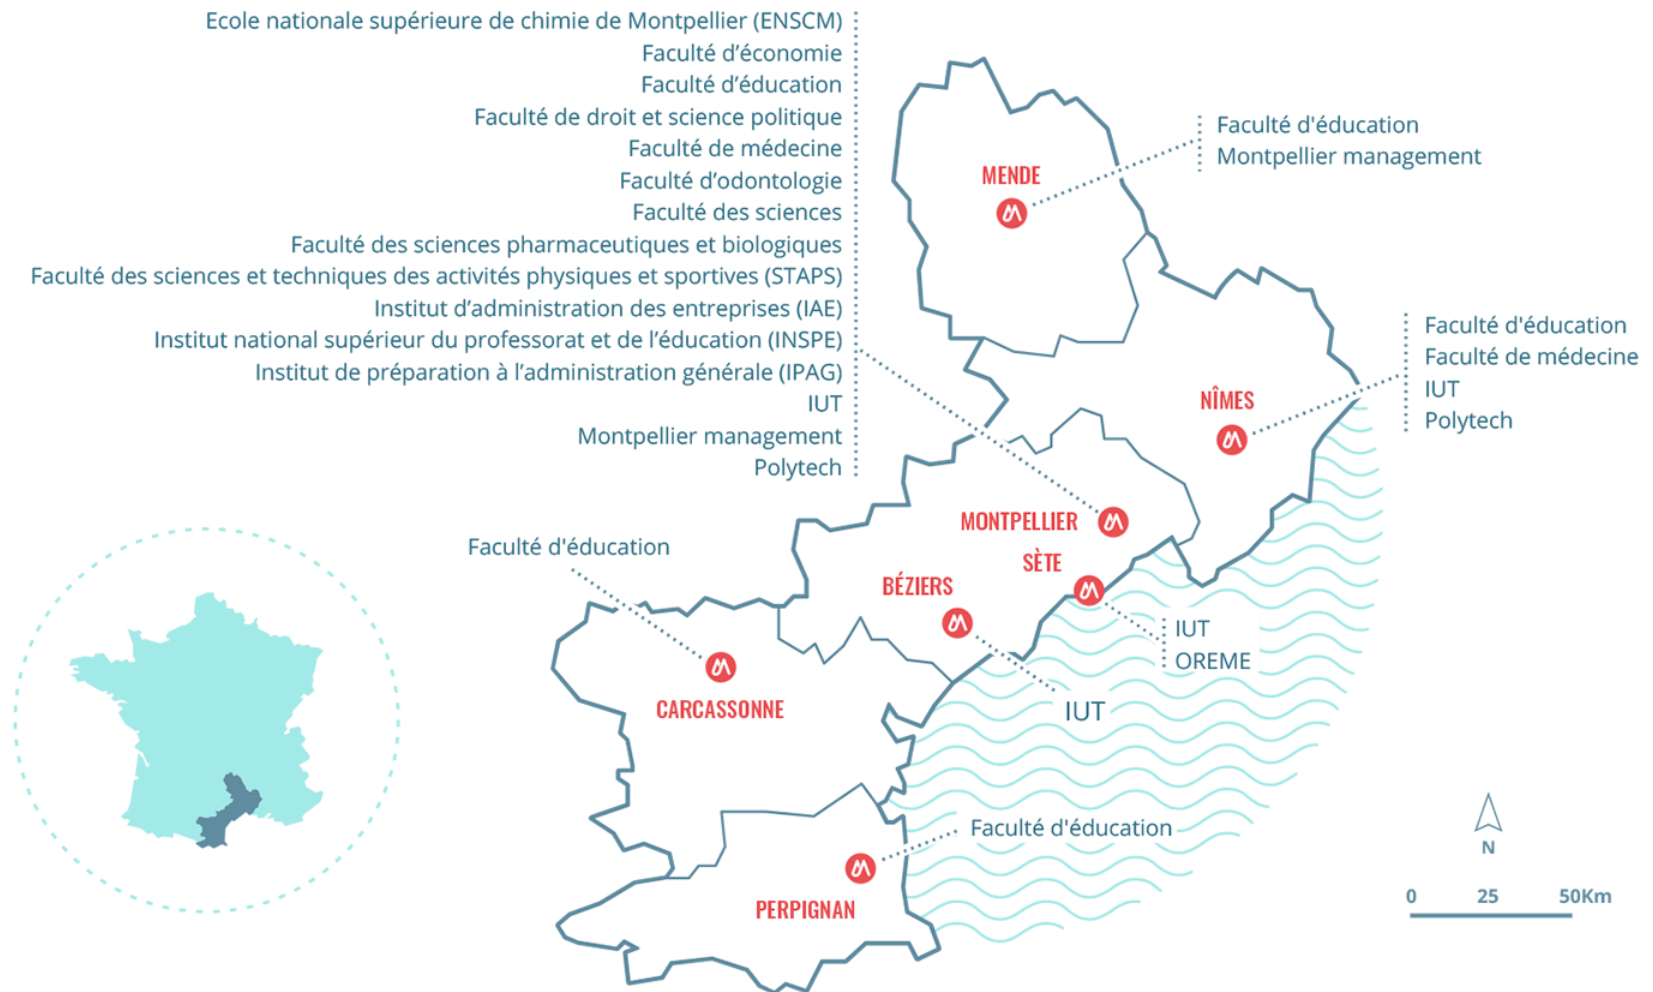 Ecole nationale supérieure de chimie de Montpellier (ENSCM)
Faculté d’économie
Faculté d’éducation
Faculté de droit et science politique
Faculté de médecine
Faculté d’odontologie
Faculté des sciences
Faculté des sciences pharmaceutiques et biologiques
Faculté des sciences et techniques des activités physiques et sportives (STAPS)
Institut d’administration des entreprises (IAE)
Institut national supérieur du professorat et de l’éducation (INSPE)
Institut de préparation à l’administration générale (IPAG)
IUT
Montpellier management
Polytech
Faculté d'éducation
Montpellier management
MENDE
Faculté d'éducation
Faculté de médecine
IUT
Polytech
NÎMES
MONTPELLIER
SÈTE
BÉZIERS
Faculté d'éducation
CARCASSONNE
IUT
OREME
IUT
Faculté d'éducation
PERPIGNAN
N
0 25 50Km